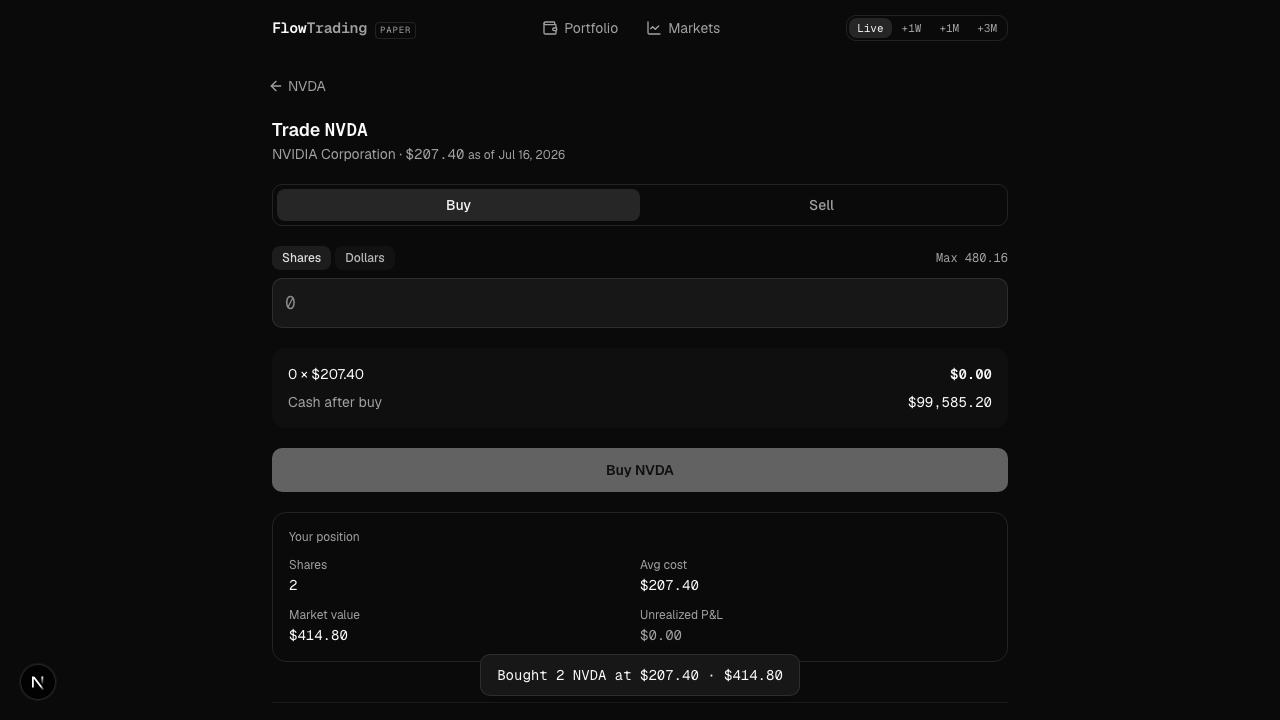 FlowTrading PAPER Portfolio Markets Live +1W +1M +3M
NVDA
Trade NVDA
NVIDIA Corporation · $207.40 as of Jul 16, 2026
Buy Sell
Shares Dollars Max 480.16
0
0 × $207.40 $0.00
Cash after buy $99,585.20
Buy NVDA
Your position
Shares Avg cost
2 $207.40
Market value Unrealized P&L
$414.80 $0.00
Bought 2 NVDA at $207.40 · $414.80
N